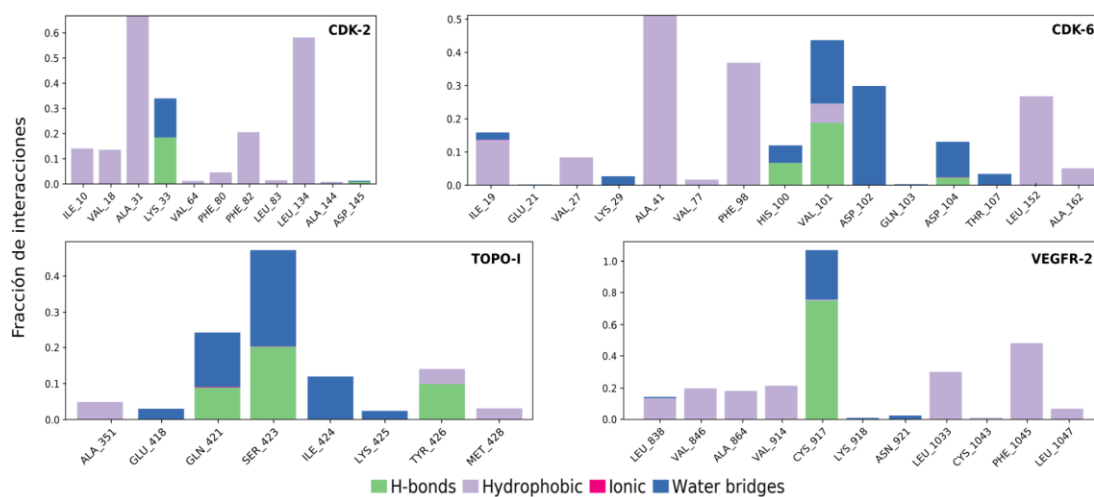 Fracción de interacciones
CDK-2
0.6
0.5
0.4
0.3
0.2
0.1
0.0
ILE_10
VAL_18
ALA_31
LYS_33
VAL_64
PHE_80
PHE_82
LEU_83
LEU_134
ALA_144
ASP_145
CDK-6
0.5
0.4
0.3
0.2
0.1
0.0
ILE_19
GLU_21
VAL_27
LYS_29
ALA_41
VAL_77
PHE_98
HIS_100
VAL_101
ASP_102
GLN_103
ASP_104
THR_107
LEU_152
ALA_162
TOPO-I
0.4
0.3
0.2
0.1
0.0
ALA_351
GLU_418
GLN_421
SER_423
ILE_424
LYS_425
TYR_426
MET_428
VEGFR-2
1.0
0.8
0.6
0.4
0.2
0.0
LEU_838
VAL_846
ALA_864
VAL_914
CYS_917
LYS_918
ASN_921
LEU_1033
CYS_1043
PHE_1045
LEU_1047
H-bonds Hydrophobic Ionic Water bridges